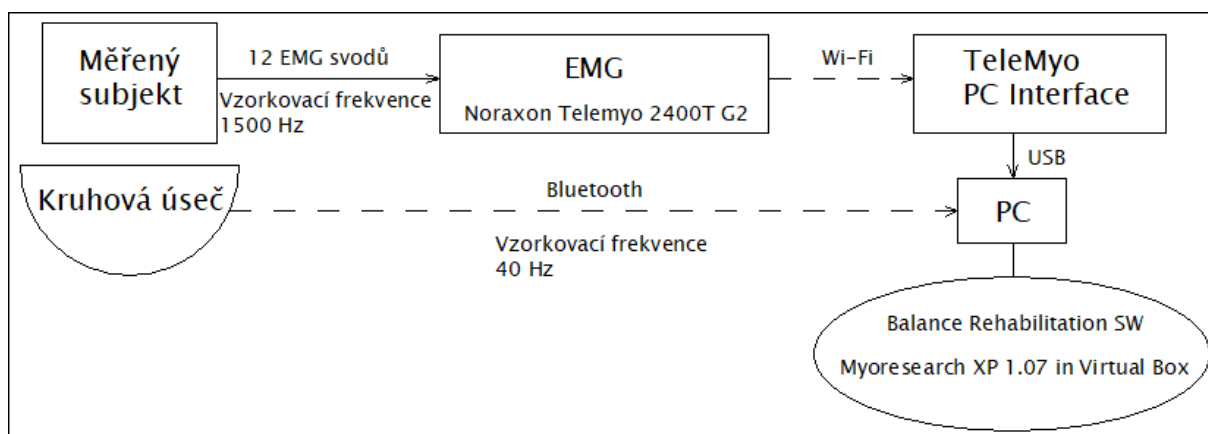 Měřený
subjekt
12 EMG svodů
Vzorkovací frekvence
1500 Hz
EMG
Noraxon Telemyo 2400T G2
Wi-Fi
TeleMyo
PC Interface
USB
Kruhová úseč
Bluetooth
Vzorkovací frekvence
40 Hz
PC
Balance Rehabilitation SW
Myoresearch XP 1.07 in Virtual Box